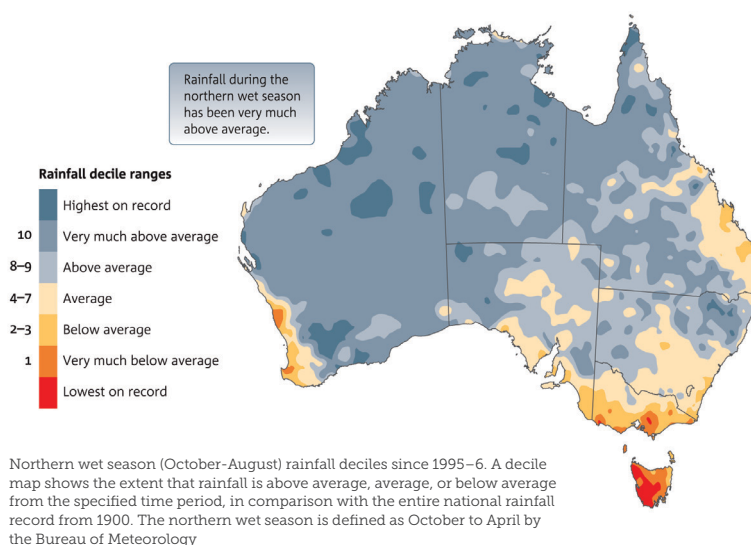 Rainfall during the
northern wet season
has been very much
above average.
Rainfall decile ranges
Highest on record
10 Very much above average
8–9 Above average
4–7 Average
2–3 Below average
1 Very much below average
Lowest on record
Northern wet season (October-August) rainfall deciles since 1995–6. A decile
map shows the extent that rainfall is above average, average, or below average
from the specified time period, in comparison with the entire national rainfall
record from 1900. The northern wet season is defined as October to April by
the Bureau of Meteorology